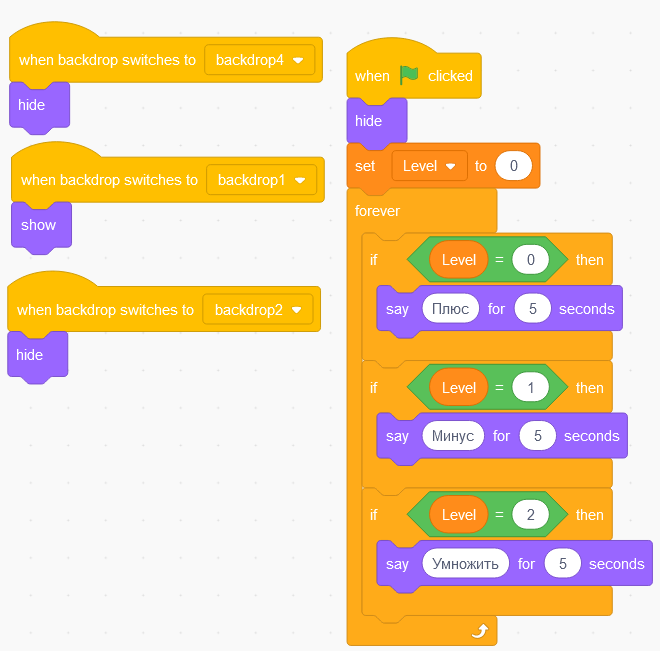 when backdrop switches to backdrop4
hide
when backdrop switches to backdrop1
show
when backdrop switches to backdrop2
hide
when clicked
hide
set Level to 0
forever
if Level = 0 then
say Плюс for 5 seconds
if Level = 1 then
say Минус for 5 seconds
if Level = 2 then
say Умножить for 5 seconds